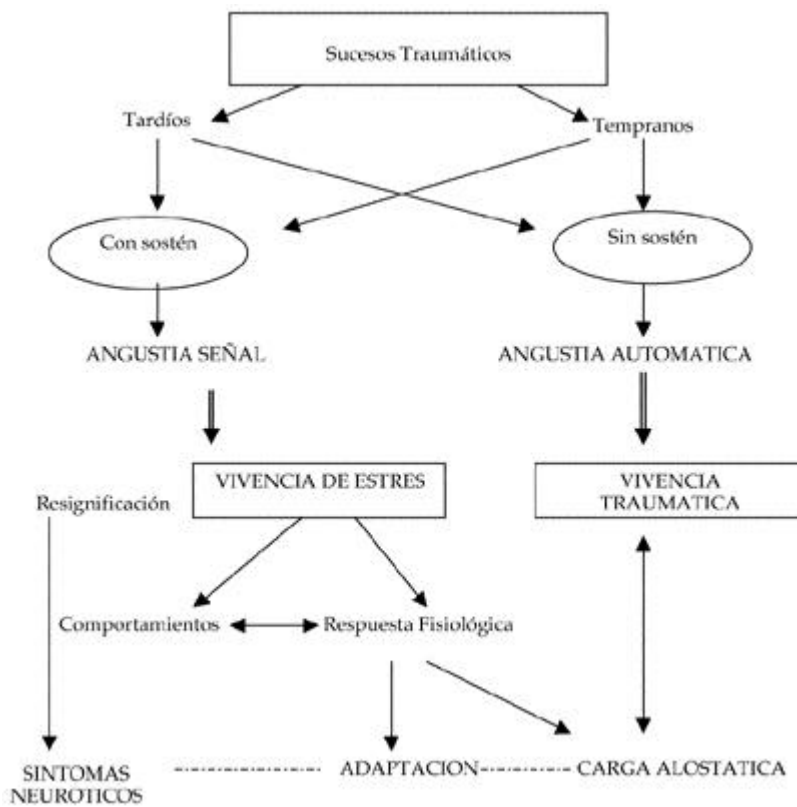 Sucesos Traumáticos
Tardíos
Tempranos
Con sostén
Sin sostén
ANGUSTIA SEÑAL
ANGUSTIA AUTOMATICA
VIVENCIA DE ESTRES
VIVENCIA
TRAUMATICA
Resignificación
Comportamientos
Respuesta Fisiológica
SINTOMAS
NEUROTICOS
ADAPTACION
CARGA ALOSTATICA